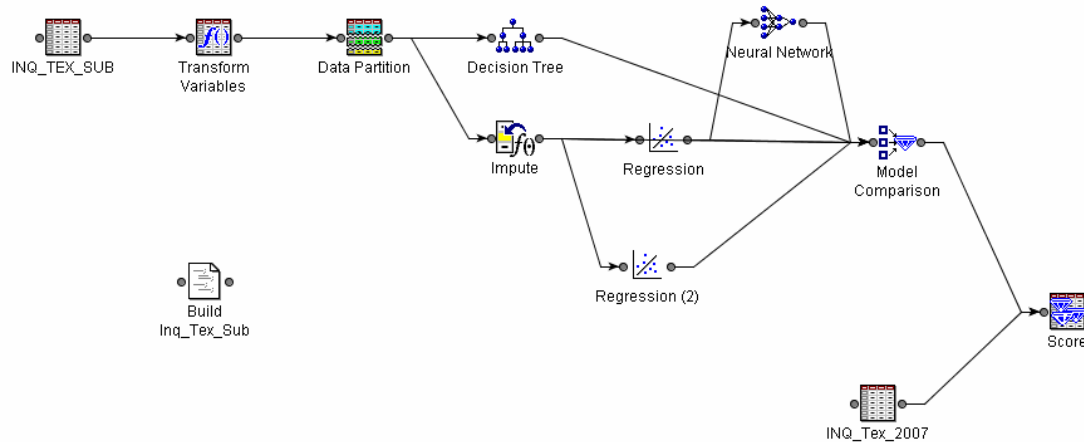 INQ_TEX_SUB
Transform
Variables
Data Partition
Decision Tree
Neural Network
Impute
Regression
Model
Comparison
Regression (2)
Build
Inq_Tex_Sub
Score
INQ_Tex_2007